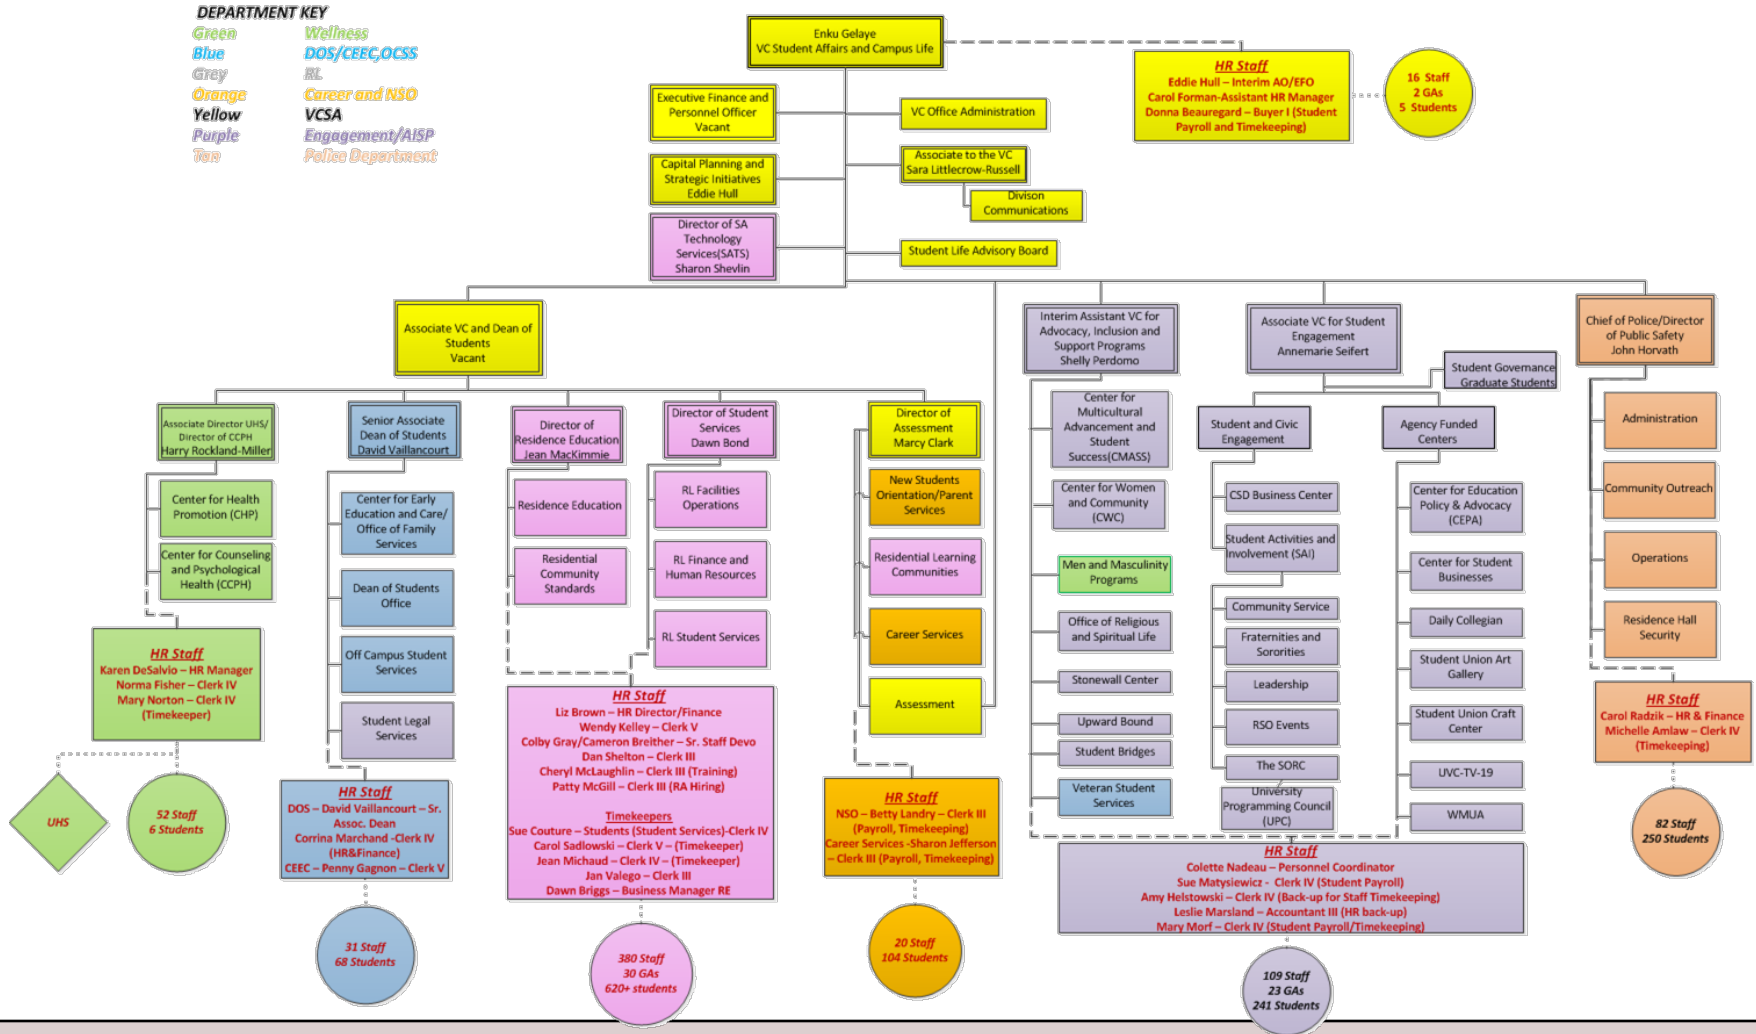 DEPARTMENT KEY
Green Wellness
Blue DOS/CEEC,OCSS
Grey RL
Orange Career and NSO
Yellow VCSA
Purple Engagement/AISP
Tan Police Department
Enku Gelaye
VC Student Affairs and Campus Life
HR Staff
Eddie Hull – Interim AO/EFO
Carol Forman-Assistant HR Manager
Donna Beauregard – Buyer I (Student
Payroll and Timekeeping)
16 Staff
2 GAs
5 Students
Executive Finance and
Personnel Officer
Vacant
VC Office Administration
Capital Planning and
Strategic Initiatives
Eddie Hull
Associate to the VC
Sara Littlecrow-Russell
Divison
Communications
Director of SA
Technology
Services(SATS)
Sharon Shevlin
Student Life Advisory Board
Associate VC and Dean of
Students
Vacant
Interim Assistant VC for
Advocacy, Inclusion and
Support Programs
Shelly Perdomo
Associate VC for Student
Engagement
Annemarie Seifert
Chief of Police/Director
of Public Safety
John Horvath
Student Governance
Graduate Students
Associate Director UHS/
Director of CCPH
Harry Rockland-Miller
Senior Associate
Dean of Students
David Vaillancourt
Director of
Residence Education
Jean MacKimmie
Director of Student
Services
Dawn Bond
Director of
Assessment
Marcy Clark
Center for
Multicultural
Advancement and
Student
Success(CMASS)
Student and Civic
Engagement
Agency Funded
Centers
Administration
Center for Health
Promotion (CHP)
Center for Counseling
and Psychological
Health (CCPH)
HR Staff
Karen DeSalvio – HR Manager
Norma Fisher – Clerk IV
Mary Norton – Clerk IV
(Timekeeper)
UHS
52 Staff
6 Students
Center for Early
Education and Care/
Office of Family
Services
Dean of Students
Office
Off Campus Student
Services
Student Legal
Services
HR Staff
DOS – David Vaillancourt – Sr.
Assoc. Dean
Corrina Marchand -Clerk IV
(HR&Finance)
CEEC – Penny Gagnon – Clerk V
31 Staff
68 Students
Residence Education
Residential
Community
Standards
RL Facilities
Operations
RL Finance and
Human Resources
RL Student Services
HR Staff
Liz Brown – HR Director/Finance
Wendy Kelley – Clerk V
Colby Gray/Cameron Breither – Sr. Staff Devo
Dan Shelton – Clerk III
Cheryl McLaughlin – Clerk III (Training)
Patty McGill – Clerk III (RA Hiring)
Timekeepers
Sue Couture – Students (Student Services)-Clerk IV
Carol Sadlowski – Clerk V – (Timekeeper)
Jean Michaud – Clerk IV – (Timekeeper)
Jan Valego – Clerk III
Dawn Briggs – Business Manager RE
380 Staff
30 GAs
620+ students
New Students
Orientation/Parent
Services
Residential Learning
Communities
Career Services
Assessment
HR Staff
NSO – Betty Landry – Clerk III
(Payroll, Timekeeping)
Career Services -Sharon Jefferson
– Clerk III (Payroll, Timekeeping)
20 Staff
104 Students
Center for Women
and Community
(CWC)
Men and Masculinity
Programs
Office of Religious
and Spiritual Life
Stonewall Center
Upward Bound
Student Bridges
Veteran Student
Services
CSD Business Center
Student Activities and
Involvement (SAI)
Community Service
Fraternities and
Sororities
Leadership
RSO Events
The SORC
University
Programming Council
(UPC)
Center for Education
Policy & Advocacy
(CEPA)
Center for Student
Businesses
Daily Collegian
Student Union Art
Gallery
Student Union Craft
Center
UVC-TV-19
WMUA
HR Staff
Colette Nadeau – Personnel Coordinator
Sue Matysiewicz - Clerk IV (Student Payroll)
Amy Helstowski – Clerk IV (Back-up for Staff Timekeeping)
Leslie Marsland – Accountant III (HR back-up)
Mary Morf – Clerk IV (Student Payroll/Timekeeping)
109 Staff
23 GAs
241 Students
Community Outreach
Operations
Residence Hall
Security
HR Staff
Carol Radzik – HR & Finance
Michelle Amlaw – Clerk IV
(Timekeeping)
82 Staff
250 Students